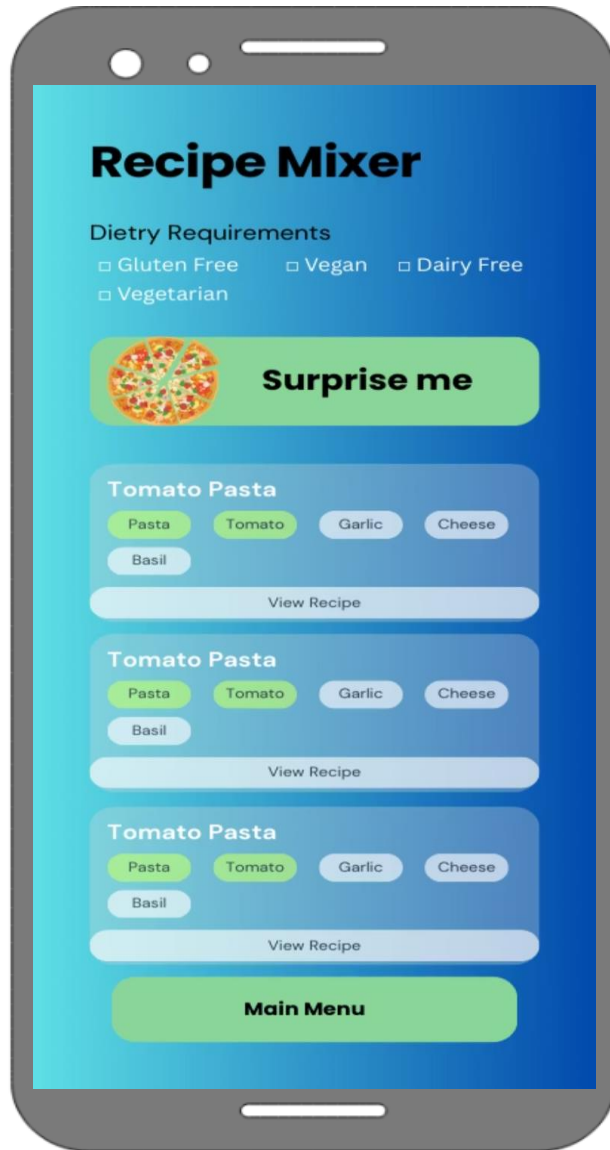 Recipe Mixer
Dietry Requirements
□ Gluten Free □ Vegan □ Dairy Free
□ Vegetarian
Surprise me
Tomato Pasta
Pasta Tomato Garlic Cheese
Basil
View Recipe
Tomato Pasta
Pasta Tomato Garlic Cheese
Basil
View Recipe
Tomato Pasta
Pasta Tomato Garlic Cheese
Basil
View Recipe
Main Menu